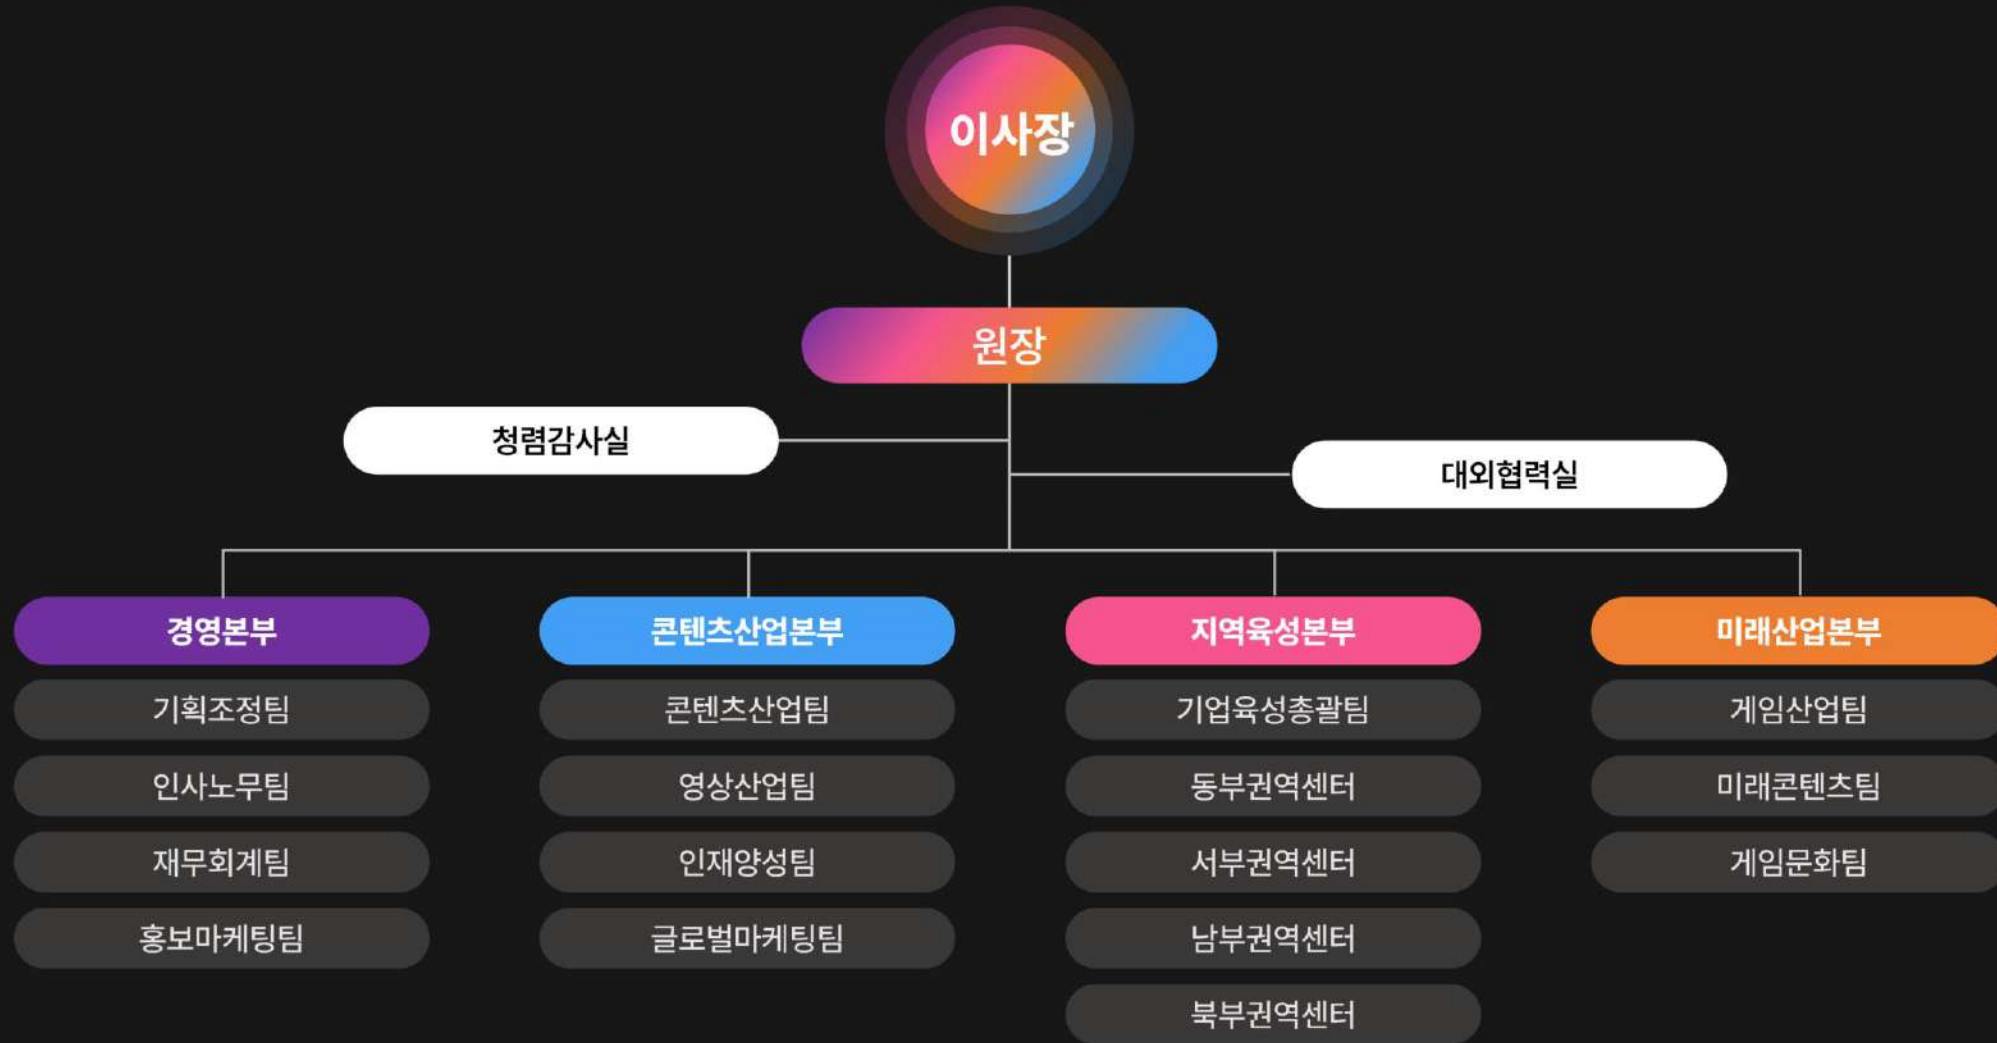 이사장
원장
청렴감사실
대외협력실
경영본부
기획조정팀
인사노무팀
재무회계팀
홍보마케팅팀
콘텐츠산업본부
콘텐츠산업팀
영상산업팀
인재양성팀
글로벌마케팅팀
지역육성본부
기업육성총괄팀
동부권역센터
서부권역센터
남부권역센터
북부권역센터
미래산업본부
게임산업팀
미래콘텐츠팀
게임문화팀